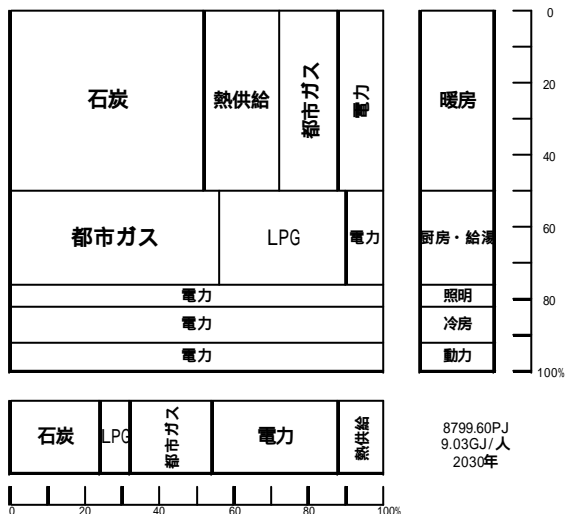 石炭
熱供給
都市ガス
電力
暖房
都市ガス
LPG
電力
厨房・給湯
電力
照明
電力
冷房
電力
動力
0
20
40
60
80
100%
石炭
LPG
都市ガス
電力
熱供給
8799.60PJ
9.03GJ/人
2030年
0 20 40 60 80 100%